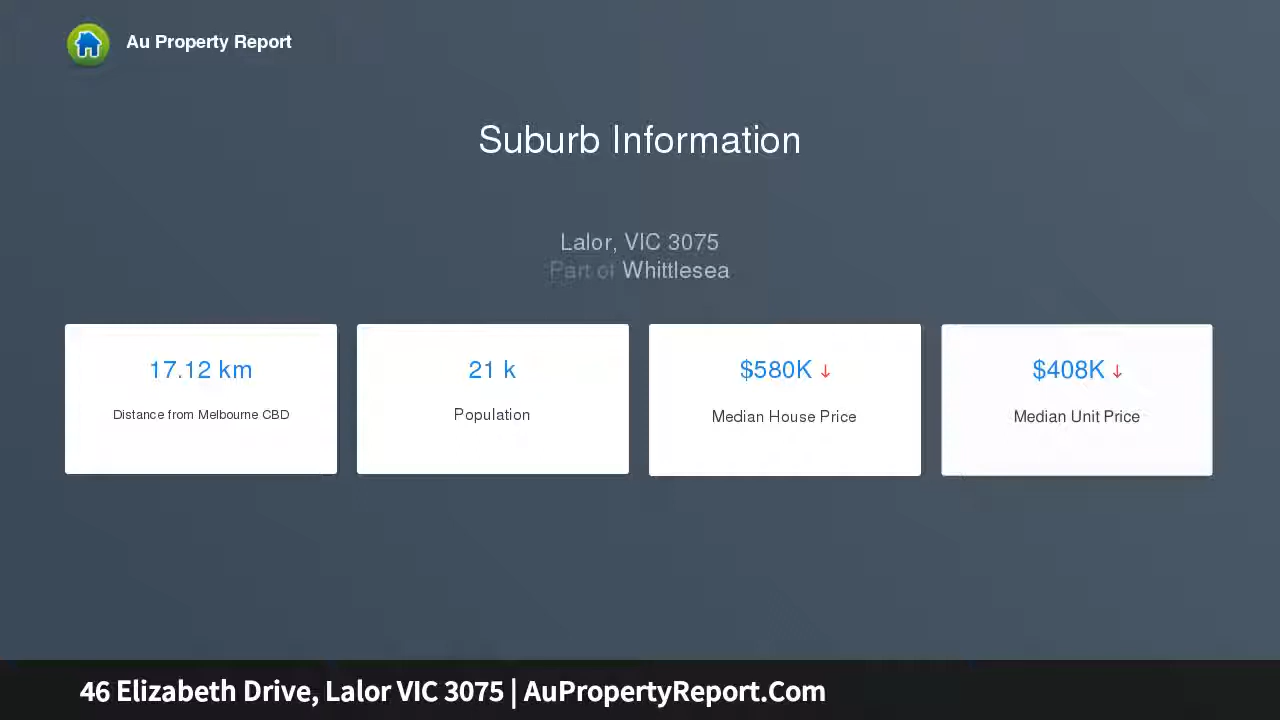 Au Property Report
Suburb Information
Lalor, VIC 3075
Part of Whittlesea
17.12 km
Distance from Melbourne CBD
21 k
Population
$580K ↓
Median House Price
$408K ↓
Median Unit Price
46 Elizabeth Drive, Lalor VIC 3075 | AuPropertyReport.Com